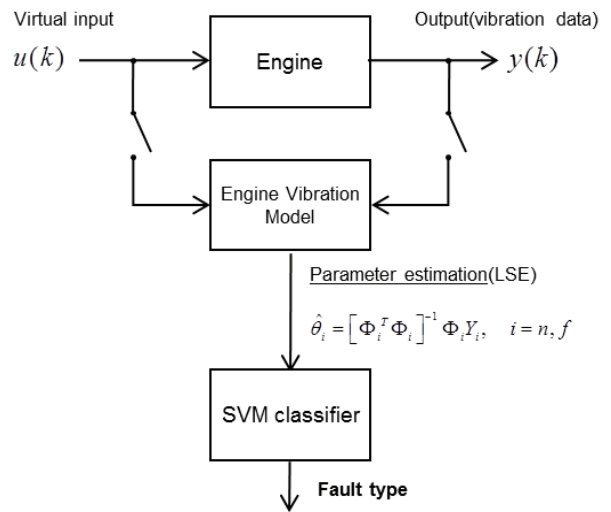 Virtual input
Output(vibration data)
u(k)
Engine
y(k)
Engine Vibration
Model
Parameter estimation(LSE)
θ̂ᵢ = [Φᵢᵀ Φᵢ]⁻¹ ΦᵢYᵢ,   i = n, f
SVM classifier
Fault type